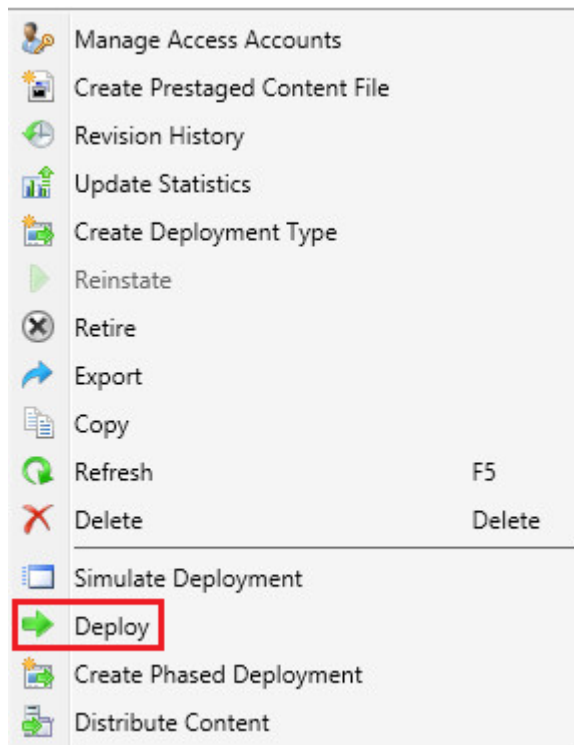 Manage Access Accounts
Create Prestaged Content File
Revision History
Update Statistics
Create Deployment Type
Reinstate
Retire
Export
Copy
Refresh F5
Delete Delete
Simulate Deployment
Deploy
Create Phased Deployment
Distribute Content